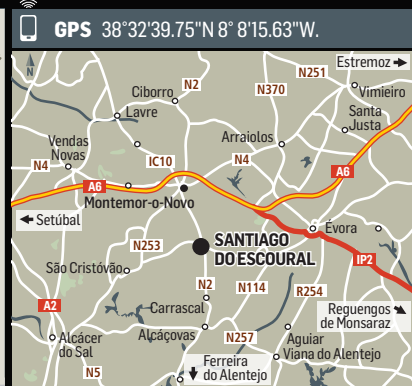 GPS 38°32'39.75"N 8° 8'15.63"W.
Estremoz
N
N2
N251
Ciborro
N370
Vimieiro
Lavre
Santa
Justa
Arraiolos
Vendas
Novas
N4
IC10
N4
A6
A6
Montemor-o-Novo
Setúbal
Évora
N253
SANTIAGO
DO ESCOURAL
IP2
São Cristóvão
N2
N114
R254
A2
Carrascal
Reguengos
de Monsaraz
Alcácer
do Sal
Alcáçovas
N257
Aguiar
Viana do Alentejo
Ferreira
do Alentejo
N5